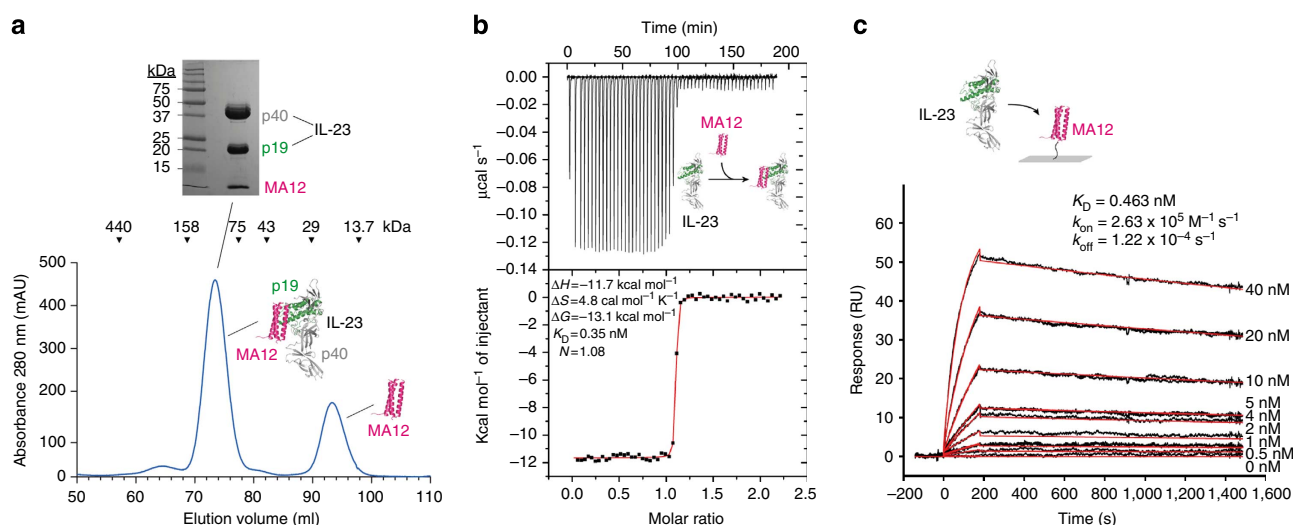 a
kDa
75
50
37
25
20
15
p40
IL-23
p19
MA12
440
158
75
43
29
13.7
kDa
500
400
300
200
100
0
Absorbance 280 nm (mAU)
p19
IL-23
MA12
p40
MA12
50
60
70
80
90
100
110
Elution volume (ml)
b
Time (min)
0
50
100
150
200
0.00
−0.02
−0.04
−0.06
−0.08
−0.10
−0.12
−0.14
µcal s⁻¹
MA12
IL-23
ΔH=−11.7 kcal mol⁻¹
ΔS=4.8 cal mol⁻¹ K⁻¹
ΔG=−13.1 kcal mol⁻¹
K_D=0.35 nM
N=1.08
0
−2
−4
−6
−8
−10
−12
Kcal mol⁻¹ of injectant
0.0
0.5
1.0
1.5
2.0
2.5
Molar ratio
c
IL-23
MA12
K_D = 0.463 nM
k_on = 2.63 x 10⁵ M⁻¹ s⁻¹
k_off = 1.22 x 10⁻⁴ s⁻¹
60
50
40
30
20
10
0
Response (RU)
40 nM
20 nM
10 nM
5 nM
4 nM
2 nM
1 nM
0.5 nM
0 nM
−200
0
200
400
600
800
1,000
1,200
1,400
1,600
Time (s)